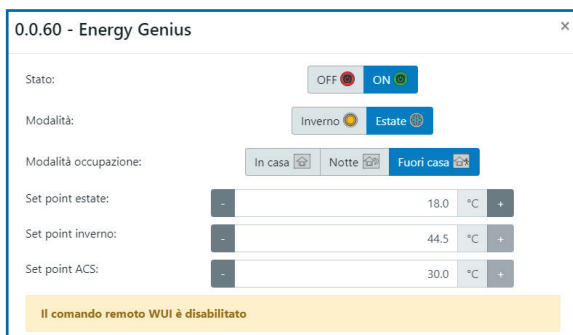 0.0.60 - Energy Genius ×
Stato: OFF ON
Modalità: Inverno Estate
Modalità occupazione: In casa Notte Fuori casa
Set point estate: - 18.0 °C +
Set point inverno: - 44.5 °C +
Set point ACS: - 30.0 °C +
Il comando remoto WUI è disabilitato